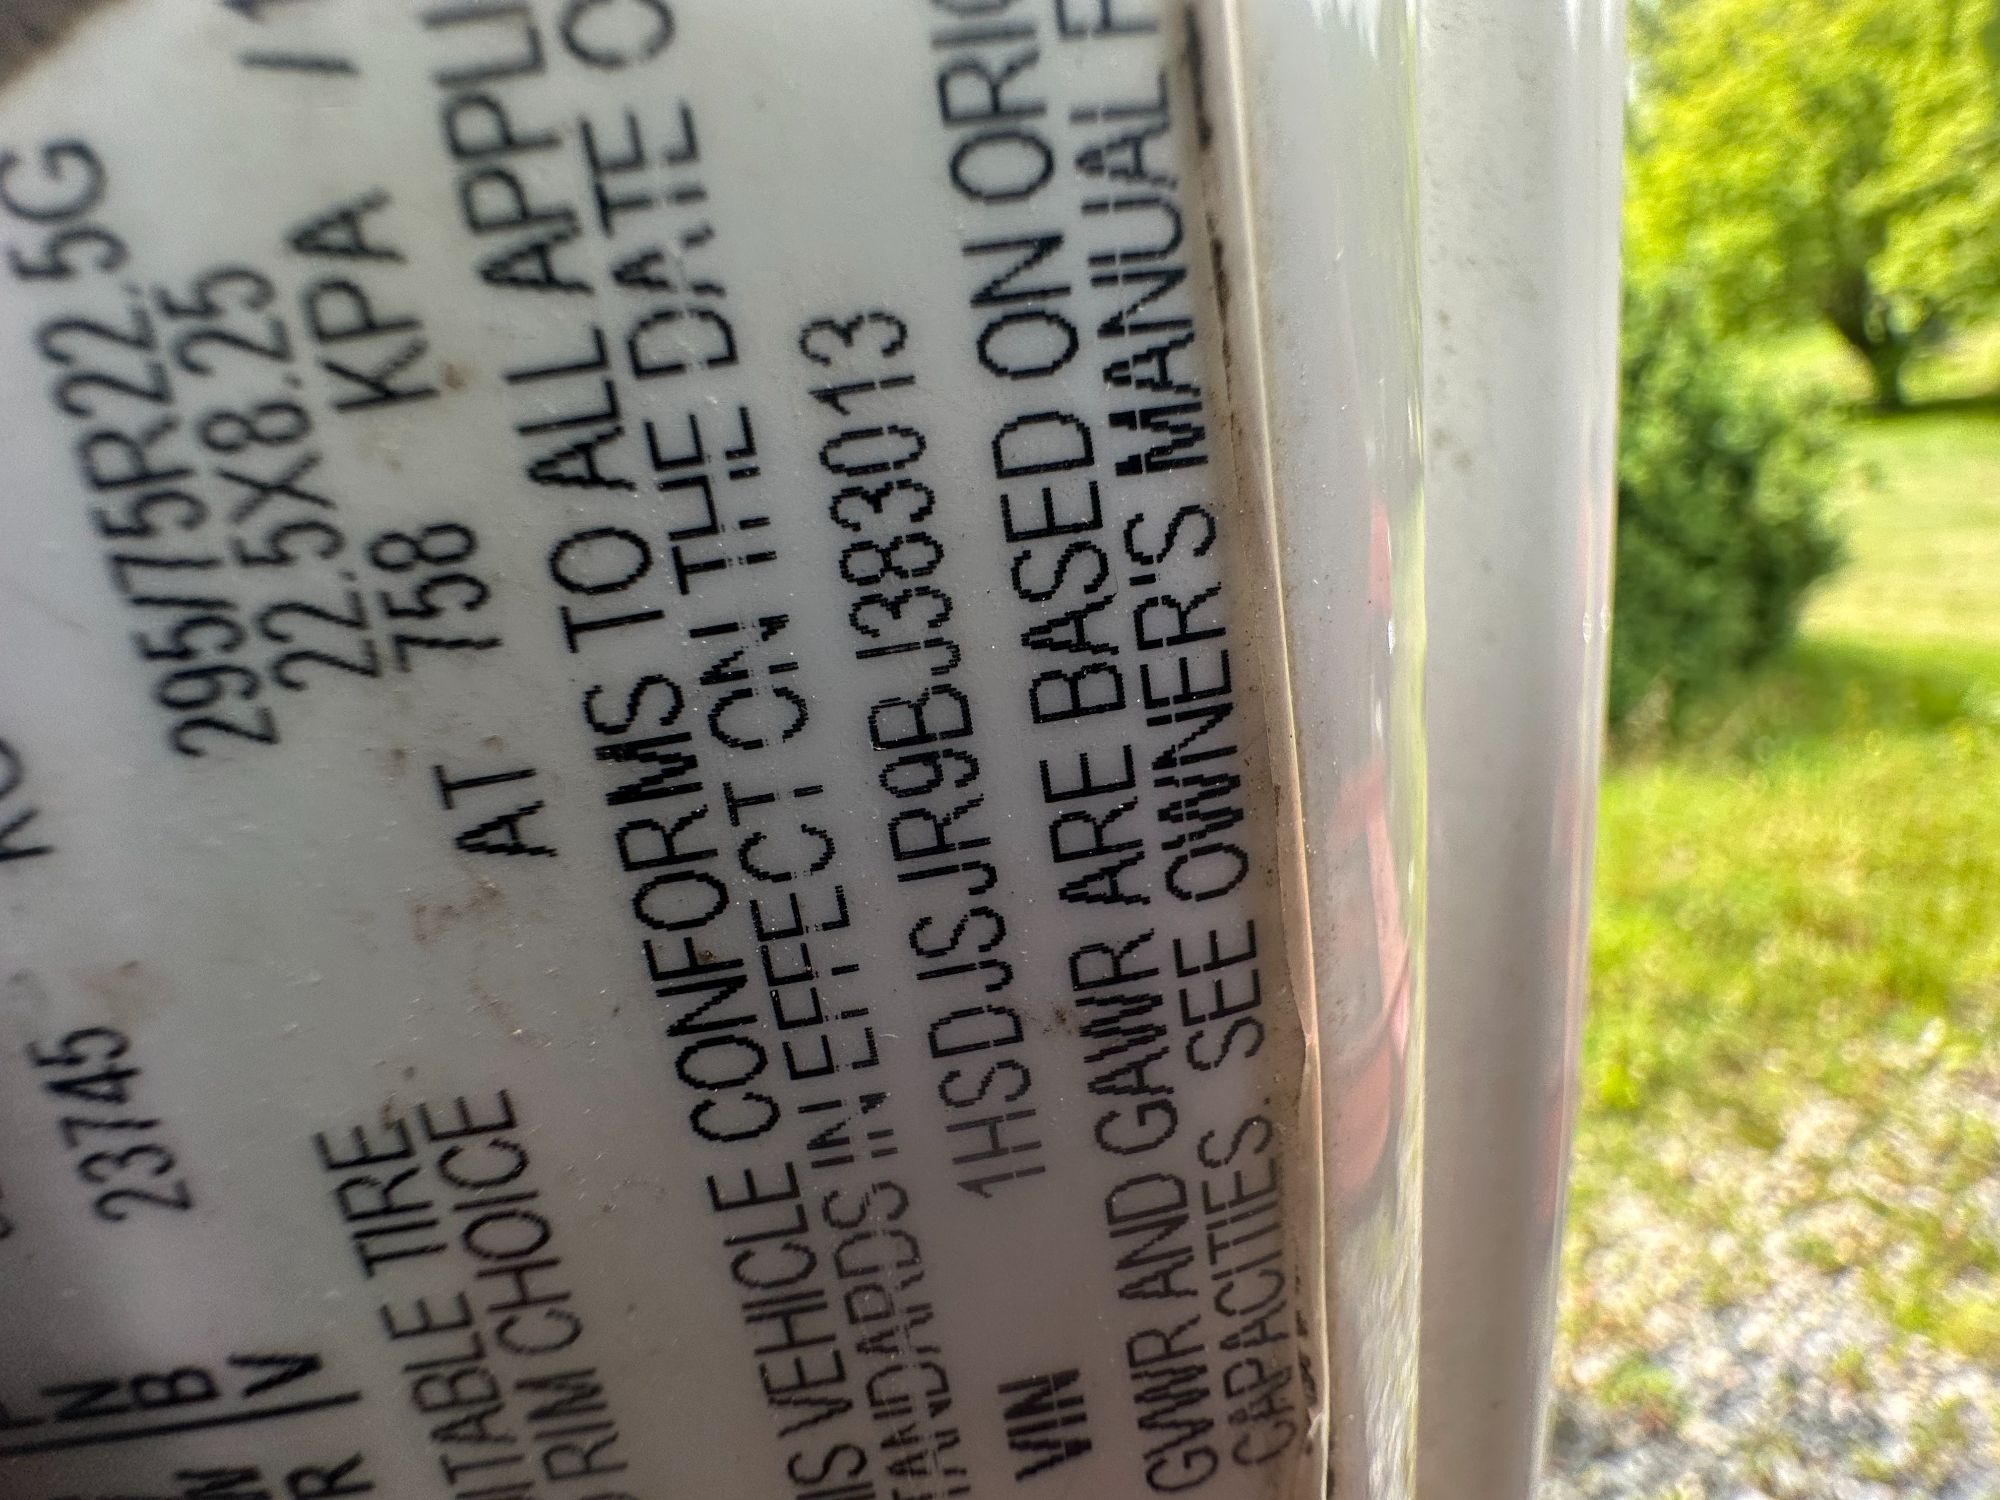 23745 KG
TIRE 295/75R22.5G
RIM CHOICE 22.5X8.25
AT 758 KPA
VEHICLE CONFORMS TO ALL APPLI
IN EFFECT ON THE DATE O
VIN 1HSDJSJR9BJ383013
GVWR AND GAWR ARE BASED ON ORIG
CAPACITIES. SEE OWNER'S MANUAL F